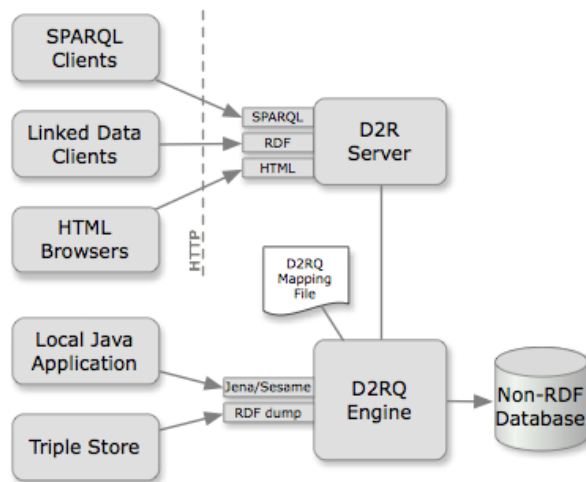 SPARQL
Clients
Linked Data
Clients
HTML
Browsers
HTTP
SPARQL
RDF
HTML
D2R
Server
D2RQ
Mapping
File
Local Java
Application
Triple Store
Jena/Sesame
RDF dump
D2RQ
Engine
Non-RDF
Database